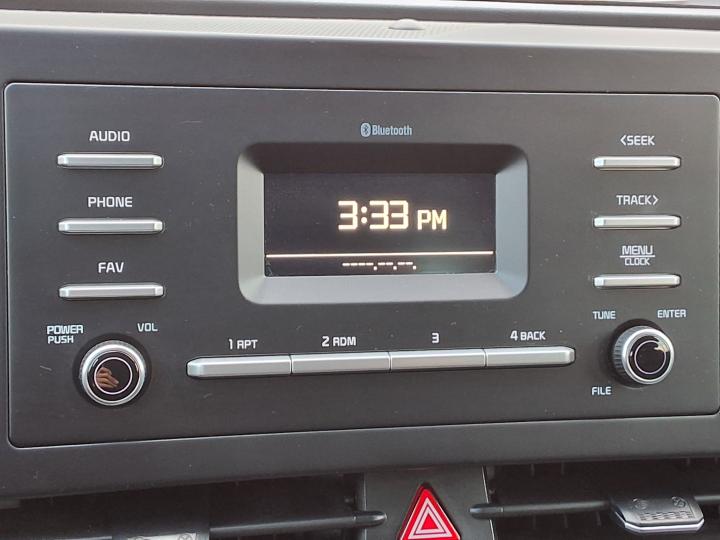 Bluetooth
AUDIO
PHONE
FAV
POWER
PUSH
VOL
3:33 PM
----.--.--.
1 RPT
2 RDM
3
4 BACK
<SEEK
TRACK>
MENU
CLOCK
TUNE
ENTER
FILE